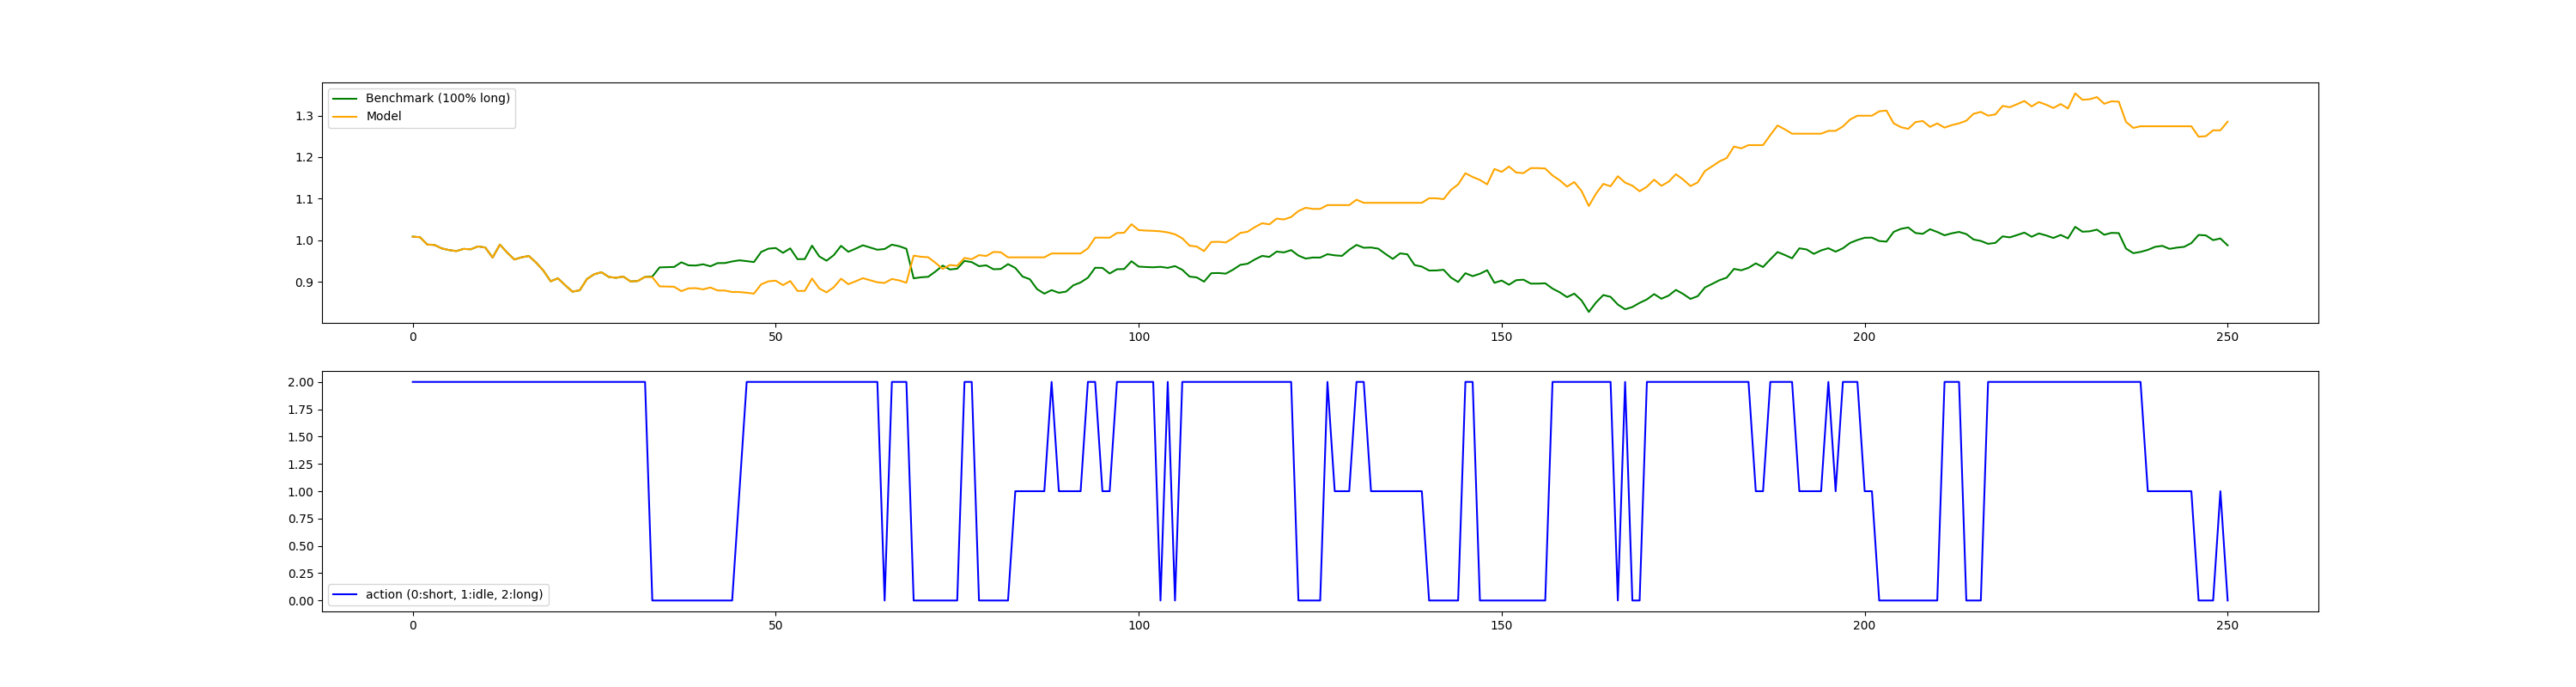 Benchmark (100% long)
Model
1.3
1.2
1.1
1.0
0.9
0 50 100 150 200 250
2.00
1.75
1.50
1.25
1.00
0.75
0.50
0.25
0.00
action (0:short, 1:idle, 2:long)
0 50 100 150 200 250